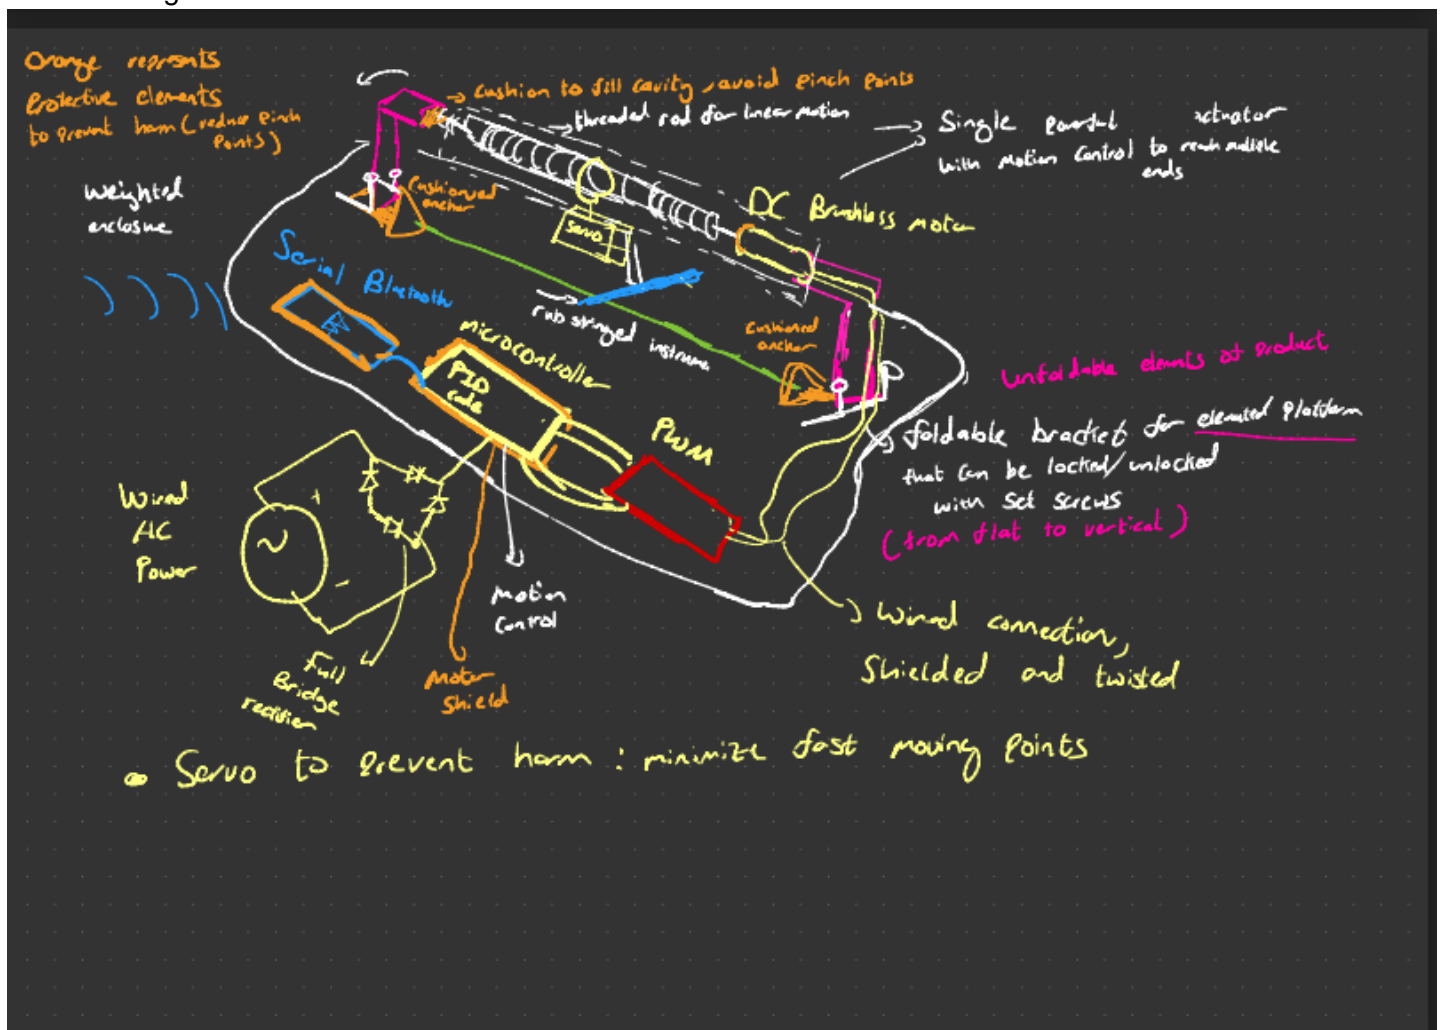 Orange represents
Protective elements
to prevent harm (reduce pinch
Points)
Cushion to fill cavity, avoid pinch points
threaded rod for linear motion
Single powerful actuator
with motion control to reach multiple
ends
Weighted
enclosure
Cushioned
anchor
DC Brushless motor
Servo
Serial Bluetooth
rub stringed instrume
microcontroller
PID
code
Cushioned
anchor
Unfoldable elements of product
foldable bracket for elevated platform
that can be locked/unlocked
with set screws
(from flat to vertical)
PWM
Wired
AC
Power
+
-
Motion
Control
Full
Bridge
rectifier
Motor
Shield
Wired connection,
Shielded and twisted
• Servo to prevent harm : minimize fast moving points